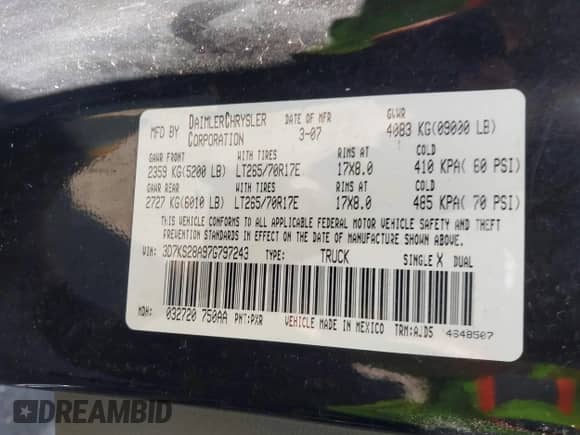 MFD BY DAIMLERCHRYSLER CORPORATION DATE OF MFR 3-07 GVWR 4083 KG(09000 LB)
GAWR FRONT WITH TIRES RIMS AT COLD
2359 KG(5200 LB) LT265/70R17E 17X8.0 410 KPA( 60 PSI)
GAWR REAR WITH TIRES RIMS AT COLD
2727 KG(6010 LB) LT265/70R17E 17X8.0 485 KPA( 70 PSI)
THIS VEHICLE CONFORMS TO ALL APPLICABLE FEDERAL MOTOR VEHICLE SAFETY AND THEFT
PREVENTION STANDARDS IN EFFECT ON THE DATE OF MANUFACTURE SHOWN ABOVE.
VIN: 3D7KS28A97G797243 TYPE: TRUCK SINGLE X DUAL
MDH: 032720 750AA PNT:PXR VEHICLE MADE IN MEXICO TRM:AJD5 4648507
DREAMBID